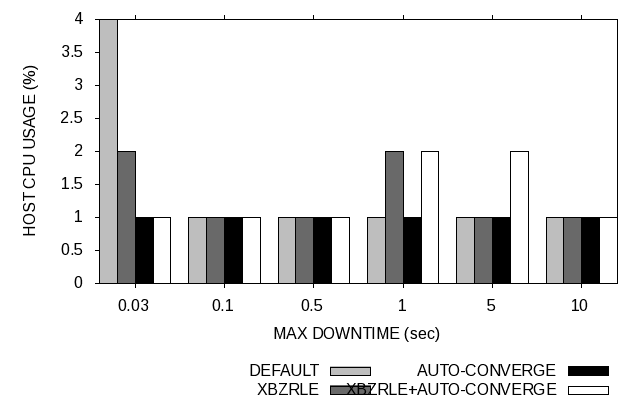 4
3.5
3
2.5
2
1.5
1
0.5
0
HOST CPU USAGE (%)
0.03 0.1 0.5 1 5 10
MAX DOWNTIME (sec)
DEFAULT AUTO-CONVERGE
XBZRLE XBZRLE+AUTO-CONVERGE